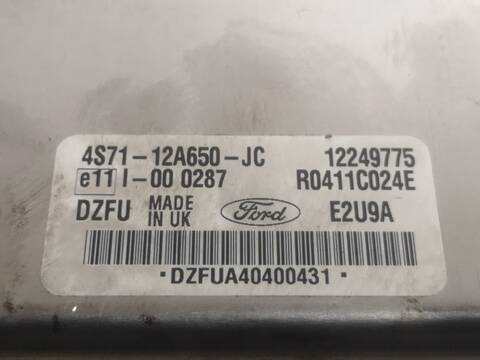 4S71-12A650-JC 12249775
e11 I-00 0287 R0411C024E
DZFU MADE IN UK Ford E2U9A
·DZFUA40400431·